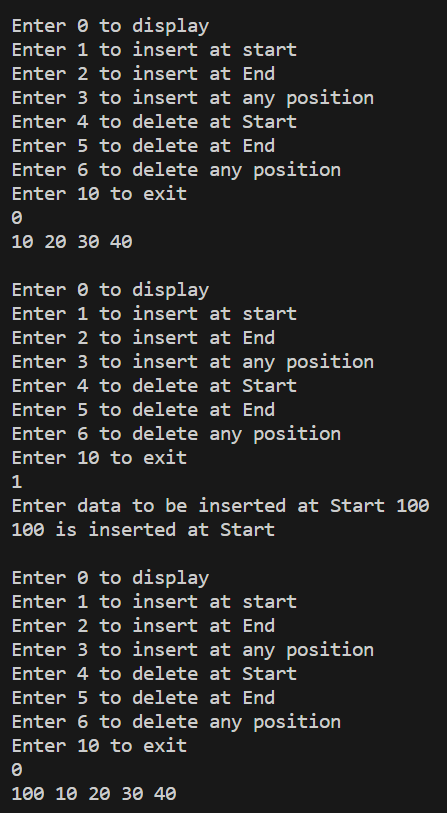 Enter 0 to display
Enter 1 to insert at start
Enter 2 to insert at End
Enter 3 to insert at any position
Enter 4 to delete at Start
Enter 5 to delete at End
Enter 6 to delete any position
Enter 10 to exit
0
10 20 30 40

Enter 0 to display
Enter 1 to insert at start
Enter 2 to insert at End
Enter 3 to insert at any position
Enter 4 to delete at Start
Enter 5 to delete at End
Enter 6 to delete any position
Enter 10 to exit
1
Enter data to be inserted at Start 100
100 is inserted at Start

Enter 0 to display
Enter 1 to insert at start
Enter 2 to insert at End
Enter 3 to insert at any position
Enter 4 to delete at Start
Enter 5 to delete at End
Enter 6 to delete any position
Enter 10 to exit
0
100 10 20 30 40